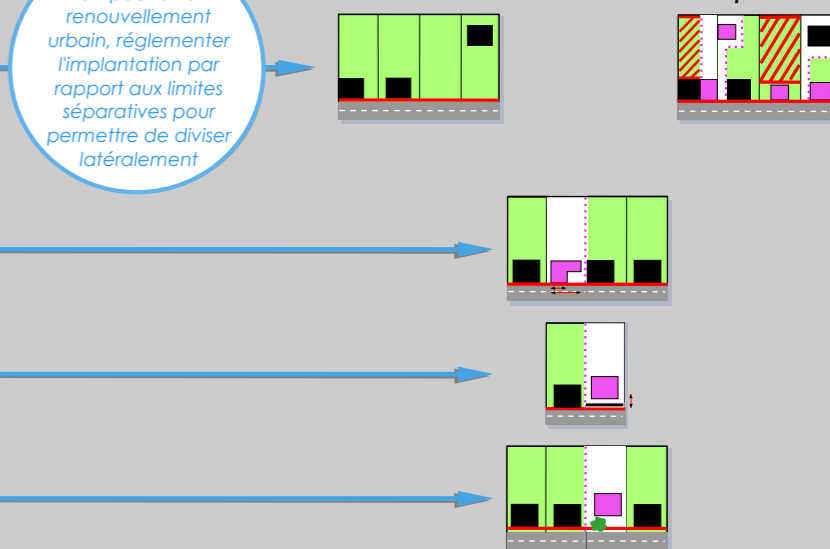 renouvellement
urbain, réglementer
l'implantation par
rapport aux limites
séparatives pour
permettre de diviser
latéralement